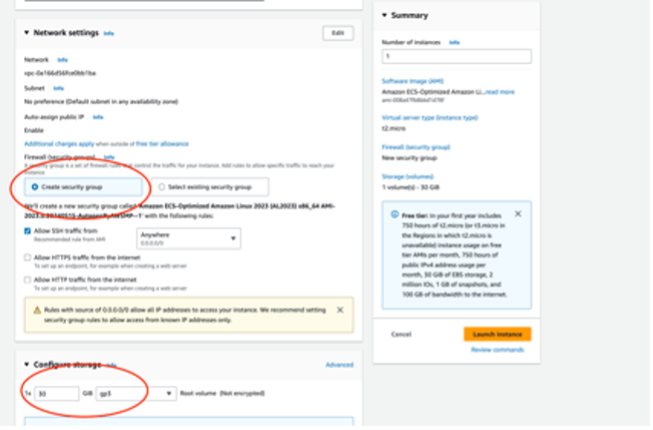 Network settings Info
Edit
Network Info
Subnet Info
No preference (Default subnet in any availability zone)
Auto-assign public IP Info
Enable
Additional charges apply when outside of free tier allowance
Firewall (security groups) Info
A security group is a set of firewall rules that control the traffic for your instance. Add rules to allow specific traffic to reach your
instance.
Create security group
Select existing security group
We'll create a new security group called 'Amazon ECS-Optimized Amazon Linux 2023 (AL2023) x86_64 AMI-
with the following rules:
Allow SSH traffic from
Recommended rule from AMI
Anywhere
0.0.0.0/0
Allow HTTPS traffic from the internet
To set up an endpoint, for example when creating a web server
Allow HTTP traffic from the internet
To set up an endpoint, for example when creating a web server
Rules with source of 0.0.0.0/0 allow all IP addresses to access your instance. We recommend setting
security group rules to allow access from known IP addresses only.
Configure storage Info
Advanced
1x
30
GiB
gp3
Root volume (Not encrypted)
Summary
Number of instances Info
1
Software Image (AMI)
Amazon ECS-Optimized Amazon Li...read more
Virtual server type (instance type)
t2.micro
Firewall (security group)
New security group
Storage (volumes)
1 volume(s) - 30 GiB
Free tier: In your first year includes
750 hours of t2.micro (or t3.micro in
the Regions in which t2.micro is
unavailable) instance usage on free
tier AMIs per month, 750 hours of
public IPv4 address usage per
month, 30 GiB of EBS storage, 2
million IOs, 1 GB of snapshots, and
100 GB of bandwidth to the internet.
Cancel
Launch instance
Review commands